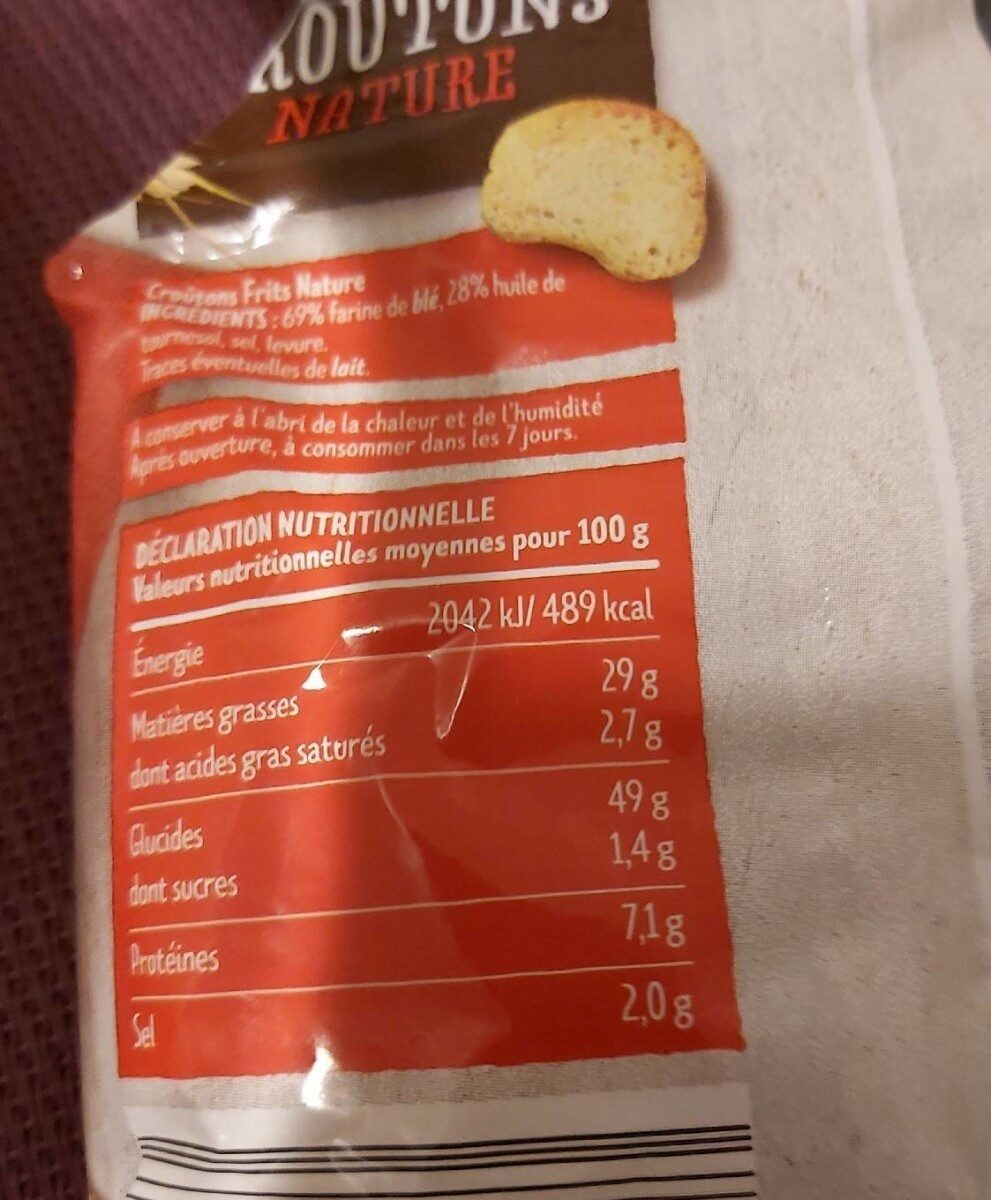 ROUTONS
NATURE
Croûtons Frits Nature
INGRÉDIENTS : 69% farine de blé, 28% huile de
tournesol, sel, levure.
Traces éventuelles de lait.
A conserver à l'abri de la chaleur et de l'humidité
Après ouverture, à consommer dans les 7 jours.
DÉCLARATION NUTRITIONNELLE
Valeurs nutritionnelles moyennes pour 100 g
Énergie 2042 kJ/ 489 kcal
Matières grasses 29 g
dont acides gras saturés 2,7 g
Glucides 49 g
dont sucres 1,4 g
Protéines 7,1 g
Sel 2,0 g